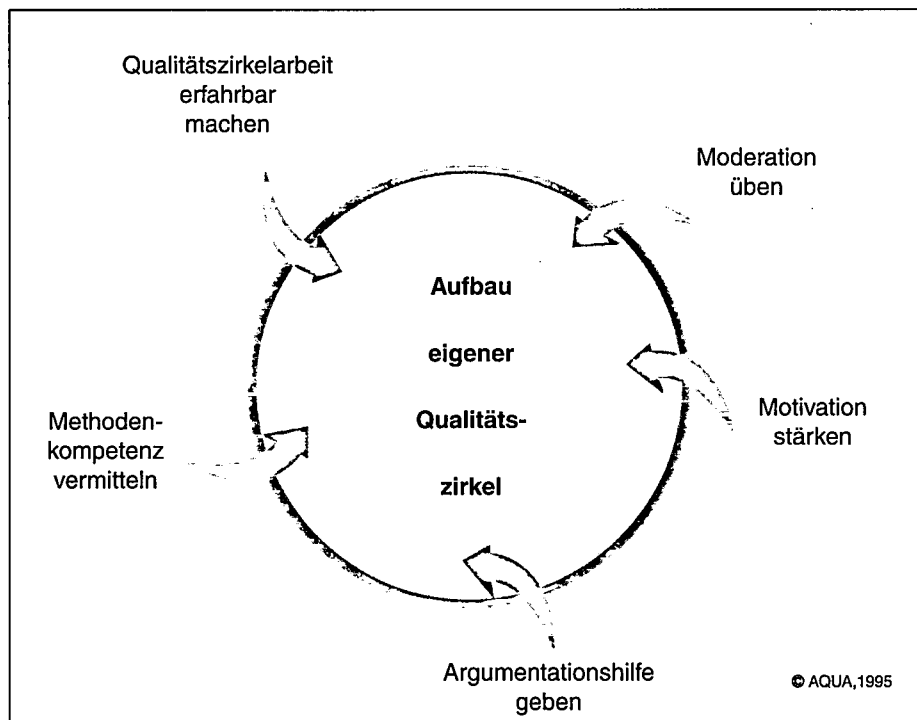 Qualitätszirkelarbeit
erfahrbar
machen
Moderation
üben
Aufbau
eigener
Qualitäts-
zirkel
Motivation
stärken
Methoden-
kompetenz
vermitteln
Argumentationshilfe
geben
© AQUA,1995